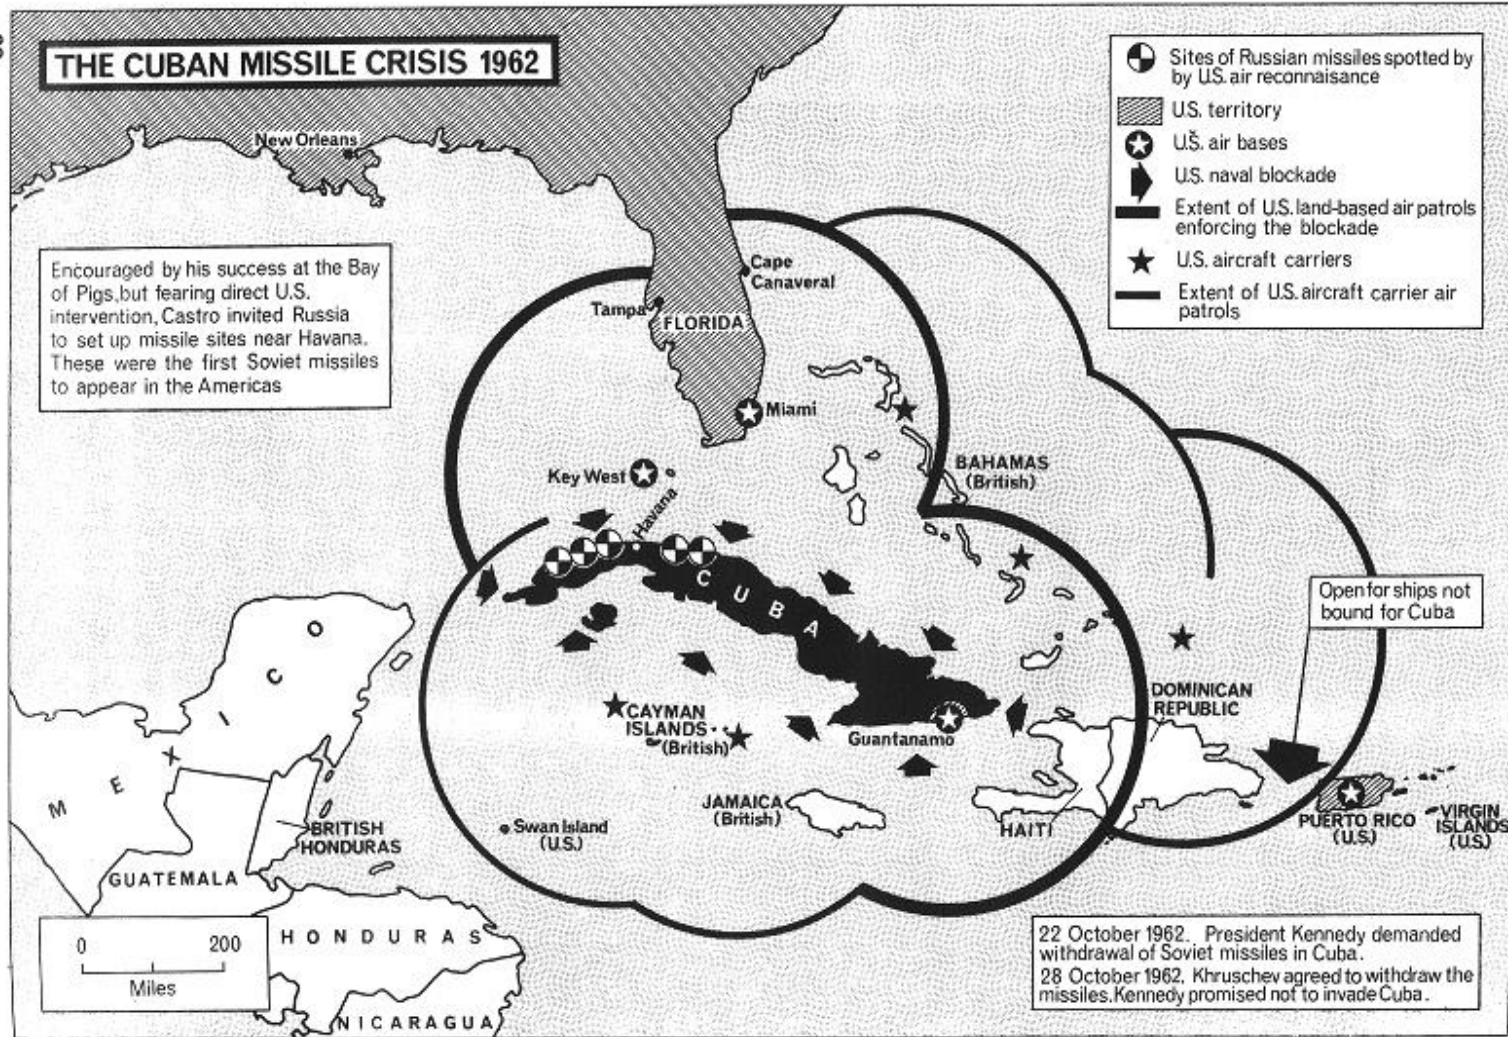 THE CUBAN MISSILE CRISIS 1962
Sites of Russian missiles spotted by
by U.S. air reconnaisance
U.S. territory
U.S. air bases
U.S. naval blockade
Extent of U.S. land-based air patrols
enforcing the blockade
U.S. aircraft carriers
Extent of U.S. aircraft carrier air
patrols
New Orleans
Encouraged by his success at the Bay
of Pigs, but fearing direct U.S.
intervention, Castro invited Russia
to set up missile sites near Havana.
These were the first Soviet missiles
to appear in the Americas
Cape
Canaveral
Tampa
FLORIDA
Miami
Key West
Havana
BAHAMAS
(British)
CUBA
Open for ships not
bound for Cuba
MEXICO
CAYMAN
ISLANDS
(British)
Guantanamo
DOMINICAN
REPUBLIC
JAMAICA
(British)
HAITI
PUERTO RICO
(U.S.)
VIRGIN
ISLANDS
(U.S.)
Swan Island
(U.S.)
BRITISH
HONDURAS
GUATEMALA
HONDURAS
NICARAGUA
0 200
Miles
22 October 1962. President Kennedy demanded
withdrawal of Soviet missiles in Cuba.
28 October 1962. Khruschev agreed to withdraw the
missiles. Kennedy promised not to invade Cuba.